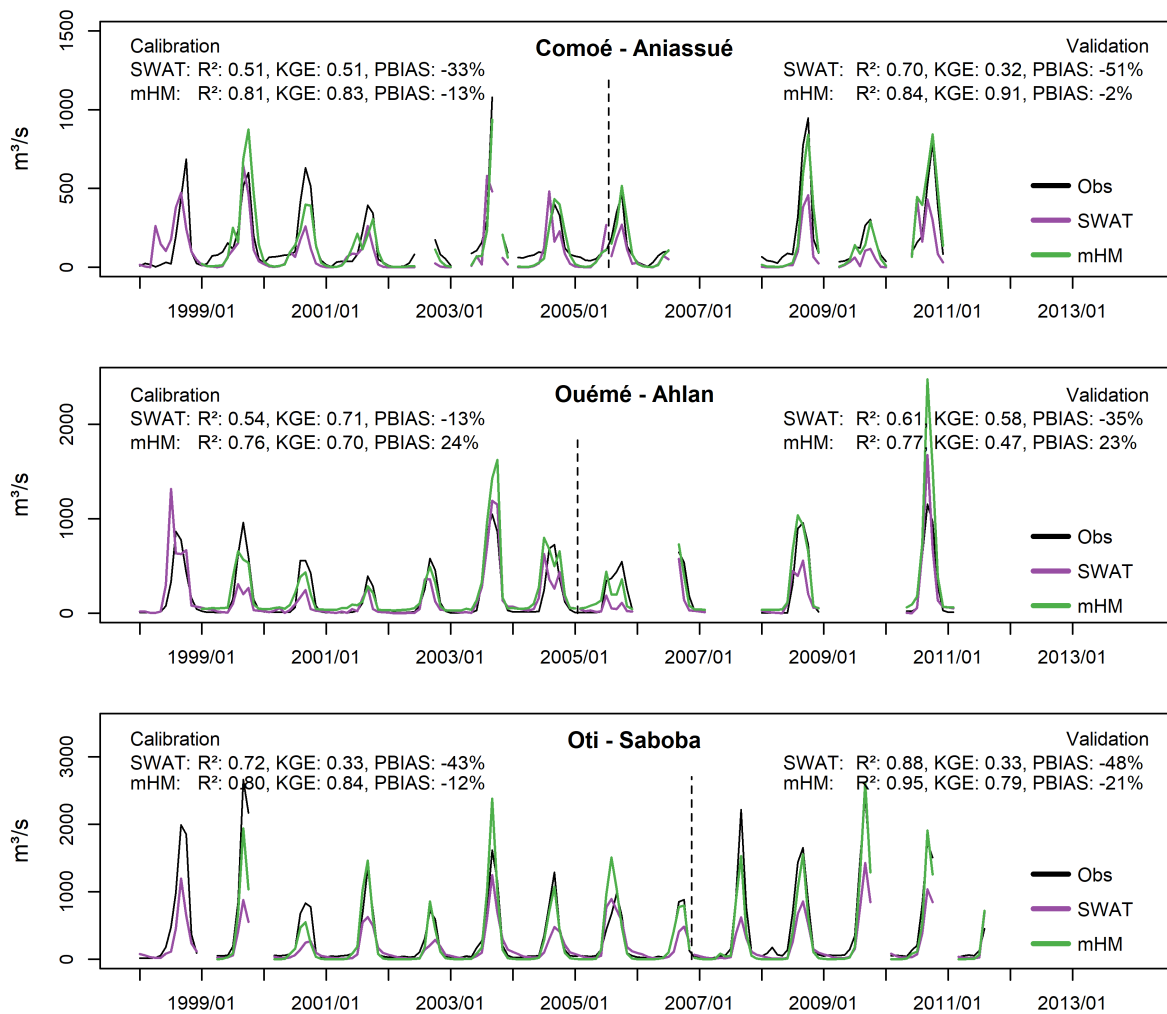 Comoé - Aniassué
Calibration
SWAT: R²: 0.51, KGE: 0.51, PBIAS: -33%
mHM: R²: 0.81, KGE: 0.83, PBIAS: -13%
Validation
SWAT: R²: 0.70, KGE: 0.32, PBIAS: -51%
mHM: R²: 0.84, KGE: 0.91, PBIAS: -2%
m³/s
1500
1000
500
0
Obs
SWAT
mHM
1999/01 2001/01 2003/01 2005/01 2007/01 2009/01 2011/01 2013/01
Ouémé - Ahlan
Calibration
SWAT: R²: 0.54, KGE: 0.71, PBIAS: -13%
mHM: R²: 0.76, KGE: 0.70, PBIAS: 24%
Validation
SWAT: R²: 0.61, KGE: 0.58, PBIAS: -35%
mHM: R²: 0.77, KGE: 0.47, PBIAS: 23%
m³/s
2000
1000
0
Obs
SWAT
mHM
1999/01 2001/01 2003/01 2005/01 2007/01 2009/01 2011/01 2013/01
Oti - Saboba
Calibration
SWAT: R²: 0.72, KGE: 0.33, PBIAS: -43%
mHM: R²: 0.80, KGE: 0.84, PBIAS: -12%
Validation
SWAT: R²: 0.88, KGE: 0.33, PBIAS: -48%
mHM: R²: 0.95, KGE: 0.79, PBIAS: -21%
m³/s
3000
2000
1000
0
Obs
SWAT
mHM
1999/01 2001/01 2003/01 2005/01 2007/01 2009/01 2011/01 2013/01